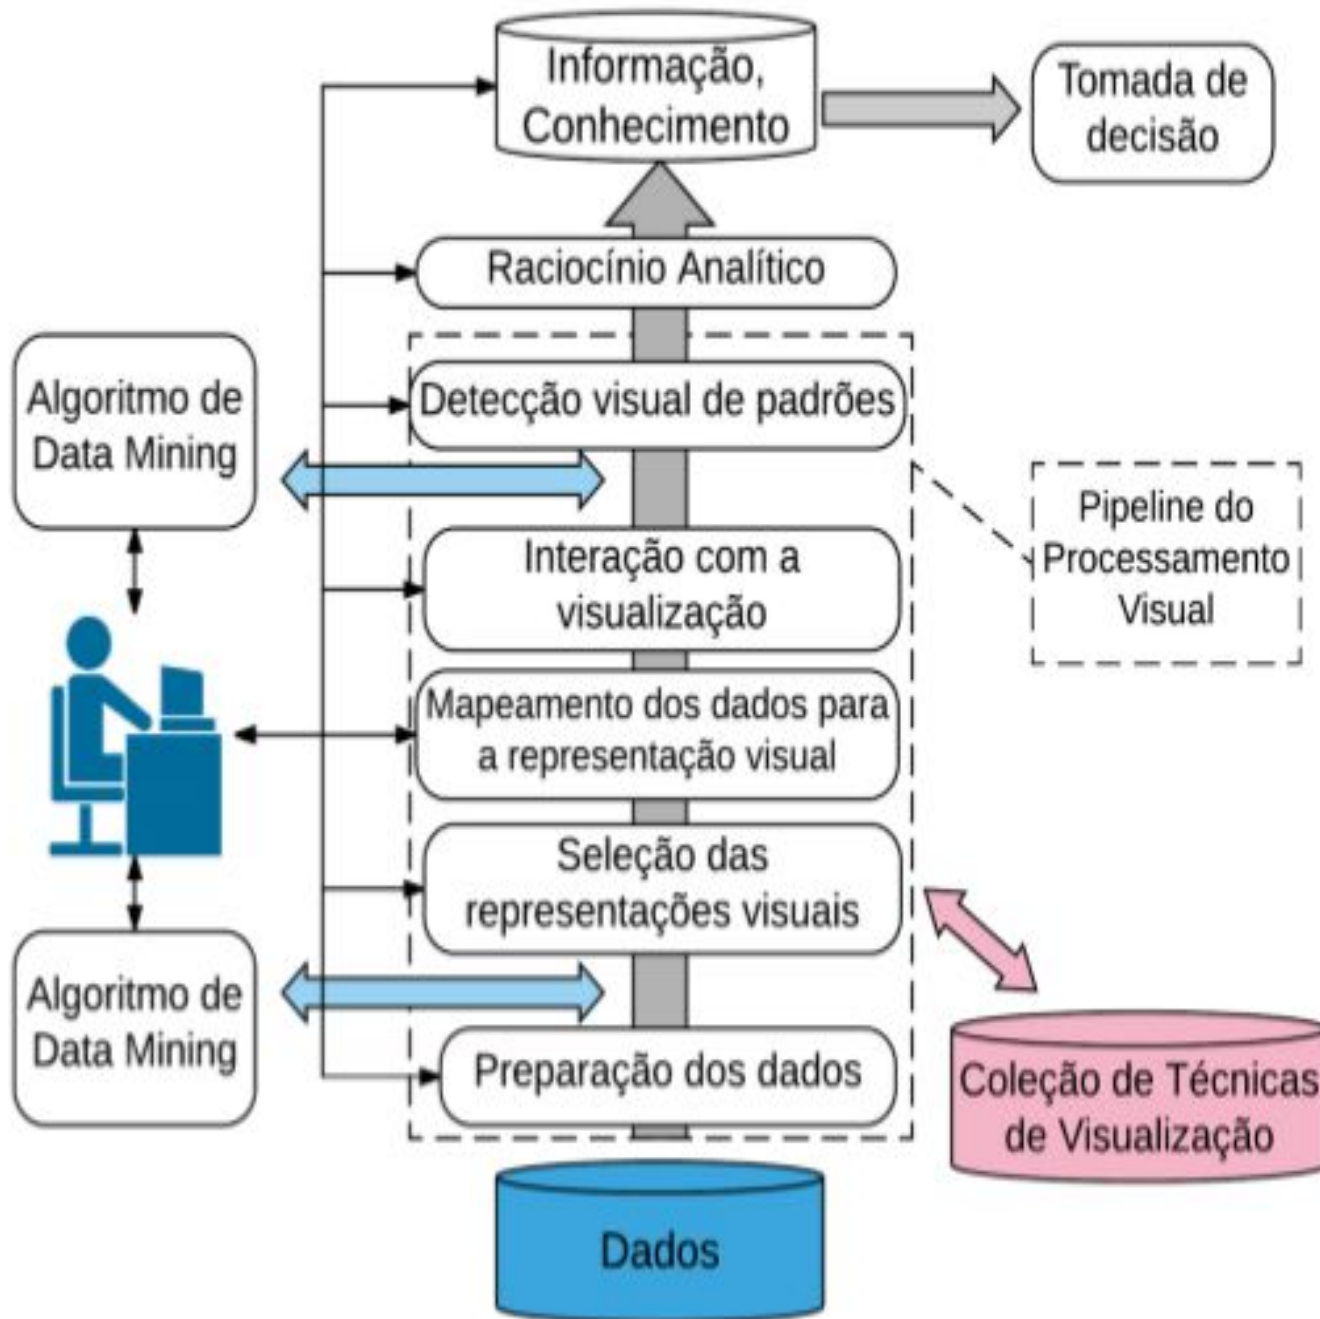 Informação,
Conhecimento
Tomada de
decisão
Raciocínio Analítico
Algoritmo de
Data Mining
Detecção visual de padrões
Pipeline do
Processamento
Visual
Interação com a
visualização
Mapeamento dos dados para
a representação visual
Seleção das
representações visuais
Algoritmo de
Data Mining
Preparação dos dados
Coleção de Técnicas
de Visualização
Dados